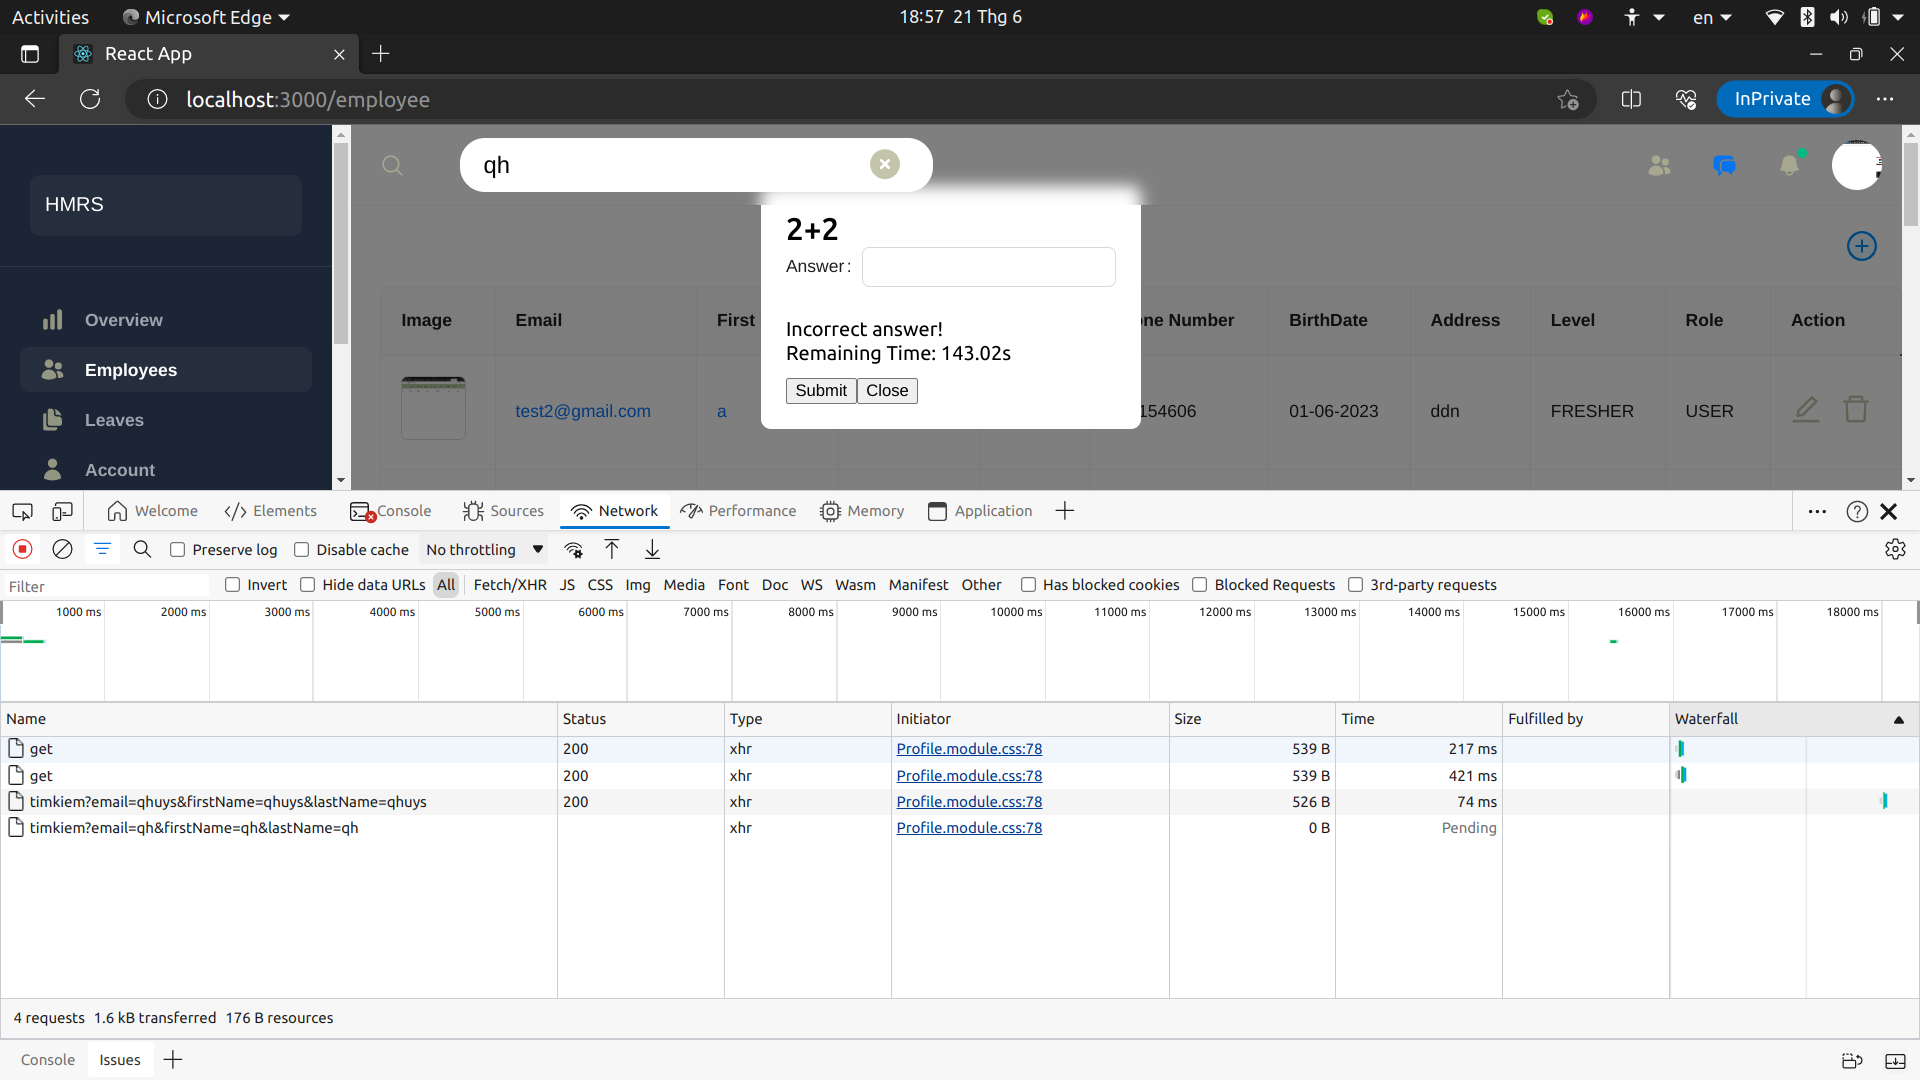 Activities Microsoft Edge 18:57 21 Thg 6 en
React App
localhost:3000/employee InPrivate
HMRS
Overview
Employees
Leaves
Account
qh
2+2
Answer:
Incorrect answer!
Remaining Time: 143.02s
Submit Close
Image Email First ne Number BirthDate Address Level Role Action
test2@gmail.com a 154606 01-06-2023 ddn FRESHER USER
Welcome Elements Console Sources Network Performance Memory Application
Preserve log Disable cache No throttling
Filter Invert Hide data URLs All Fetch/XHR JS CSS Img Media Font Doc WS Wasm Manifest Other Has blocked cookies Blocked Requests 3rd-party requests
1000 ms 2000 ms 3000 ms 4000 ms 5000 ms 6000 ms 7000 ms 8000 ms 9000 ms 10000 ms 11000 ms 12000 ms 13000 ms 14000 ms 15000 ms 16000 ms 17000 ms 18000 ms
Name Status Type Initiator Size Time Fulfilled by Waterfall
get 200 xhr Profile.module.css:78 539 B 217 ms
get 200 xhr Profile.module.css:78 539 B 421 ms
timkiem?email=qhuys&firstName=qhuys&lastName=qhuys 200 xhr Profile.module.css:78 526 B 74 ms
timkiem?email=qh&firstName=qh&lastName=qh xhr Profile.module.css:78 0 B Pending
4 requests 1.6 kB transferred 176 B resources
Console Issues